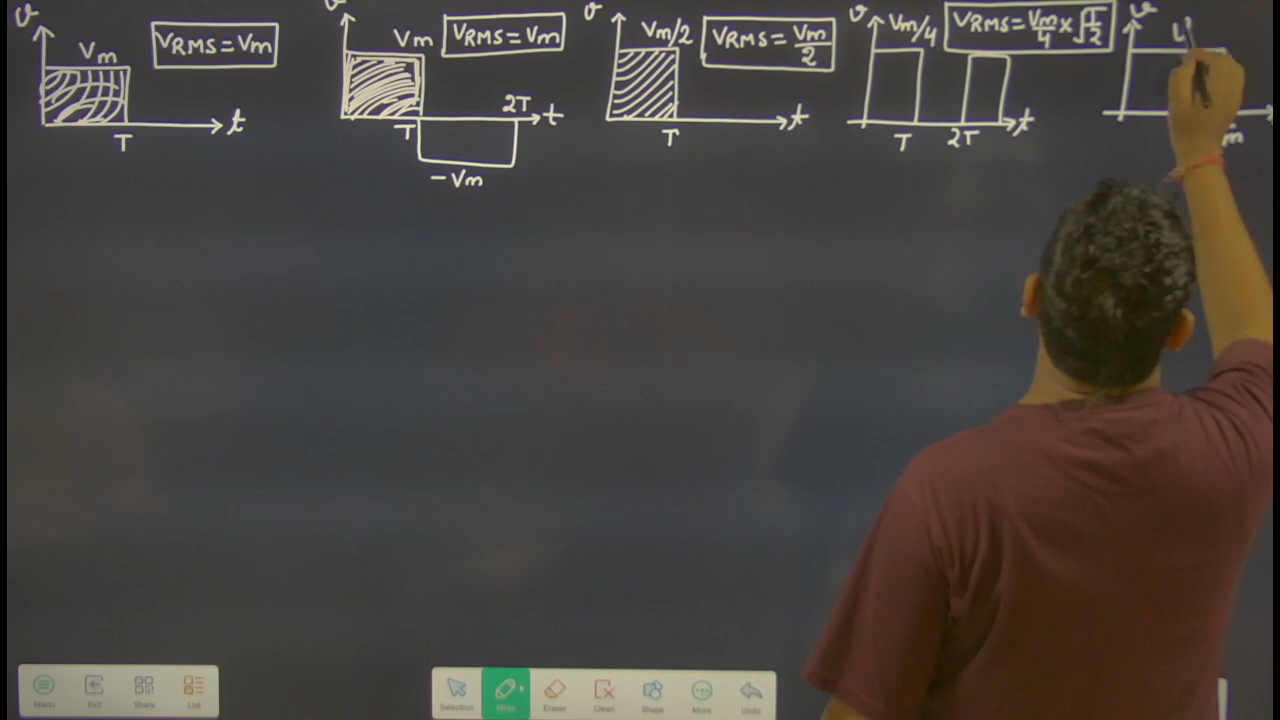 v
Vm
VRMS = Vm
t
T
v
Vm
VRMS = Vm
2T
t
T
-Vm
v
Vm/2
VRMS = Vm/2
t
T
v
Vm/4
VRMS = Vm/4 × √1/2
t
T
2T
v
Menu
Exit
Share
List
Selection
Write
Eraser
Clean
Shape
More
Undo